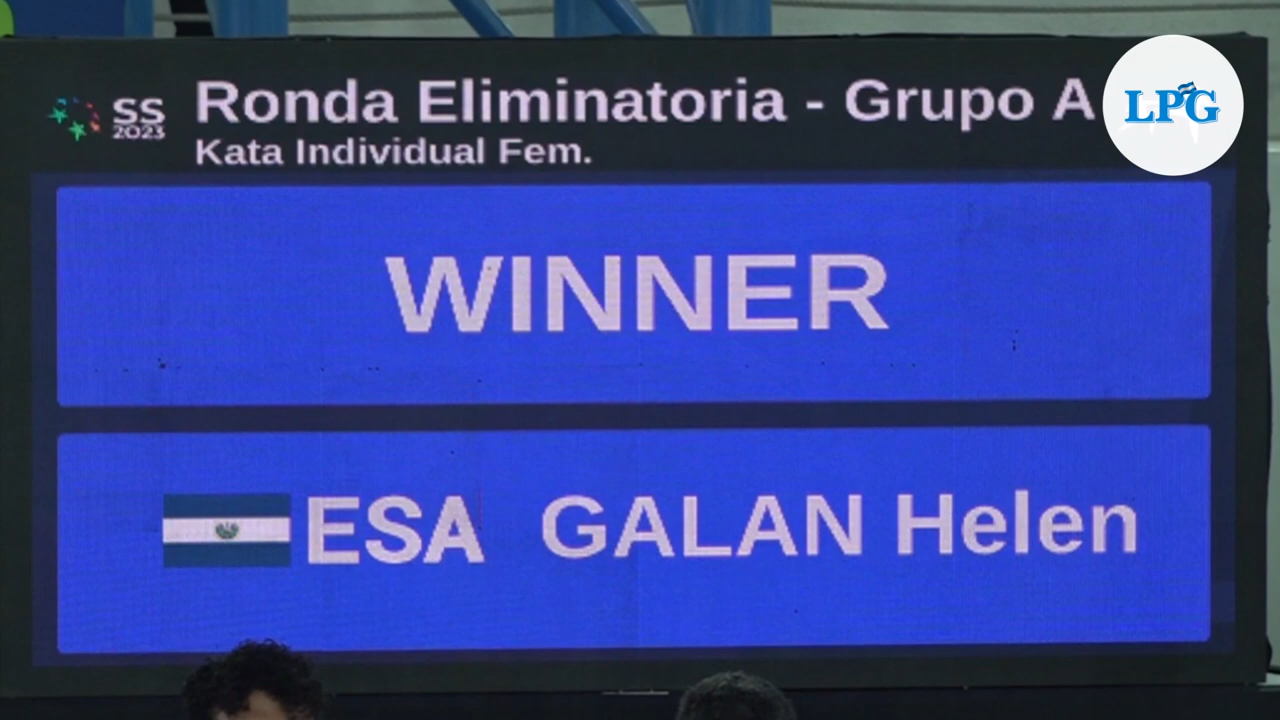 SS
2023
Ronda Eliminatoria - Grupo A
Kata Individual Fem.
LPG
WINNER
ESA GALAN Helen